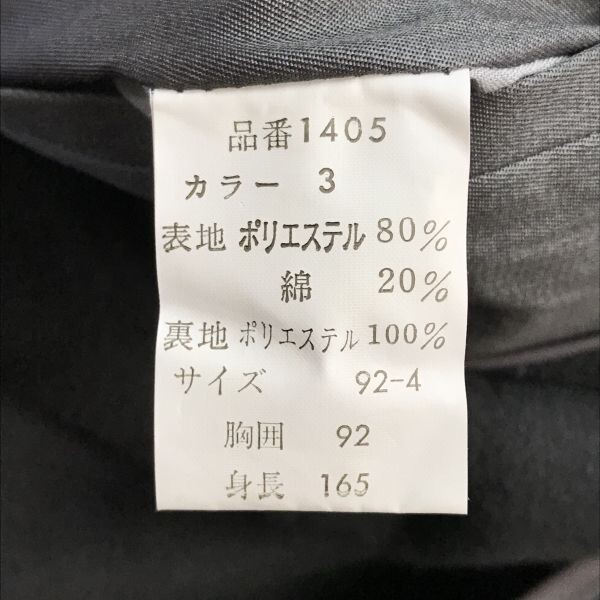 品番1405
カラー 3
表地 ポリエステル 80%
綿 20%
裏地 ポリエステル 100%
サイズ 92-4
胸囲 92
身長 165